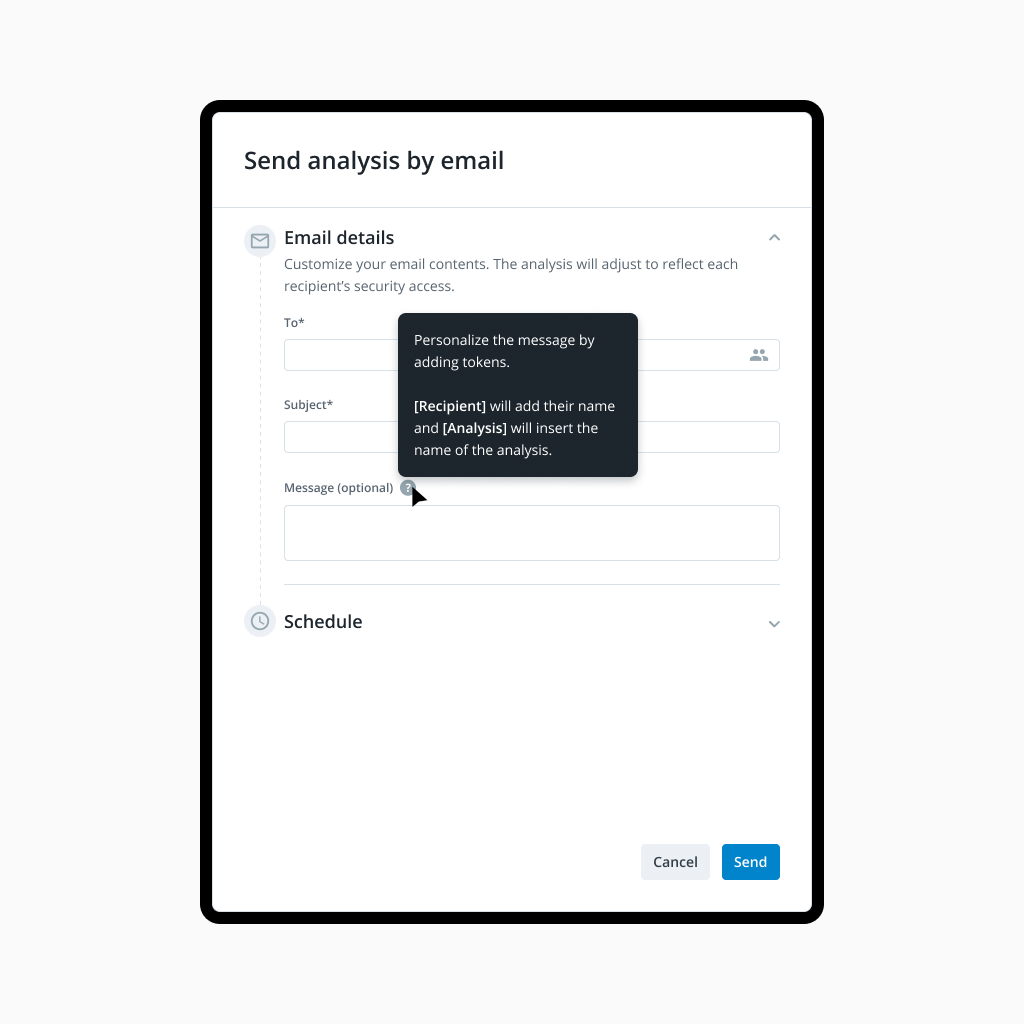 Send analysis by email
Email details
Customize your email contents. The analysis will adjust to reflect each
recipient’s security access.
To*
Personalize the message by
adding tokens.
[Recipient] will add their name
and [Analysis] will insert the
name of the analysis.
Subject*
Message (optional) ?
Schedule
Cancel
Send